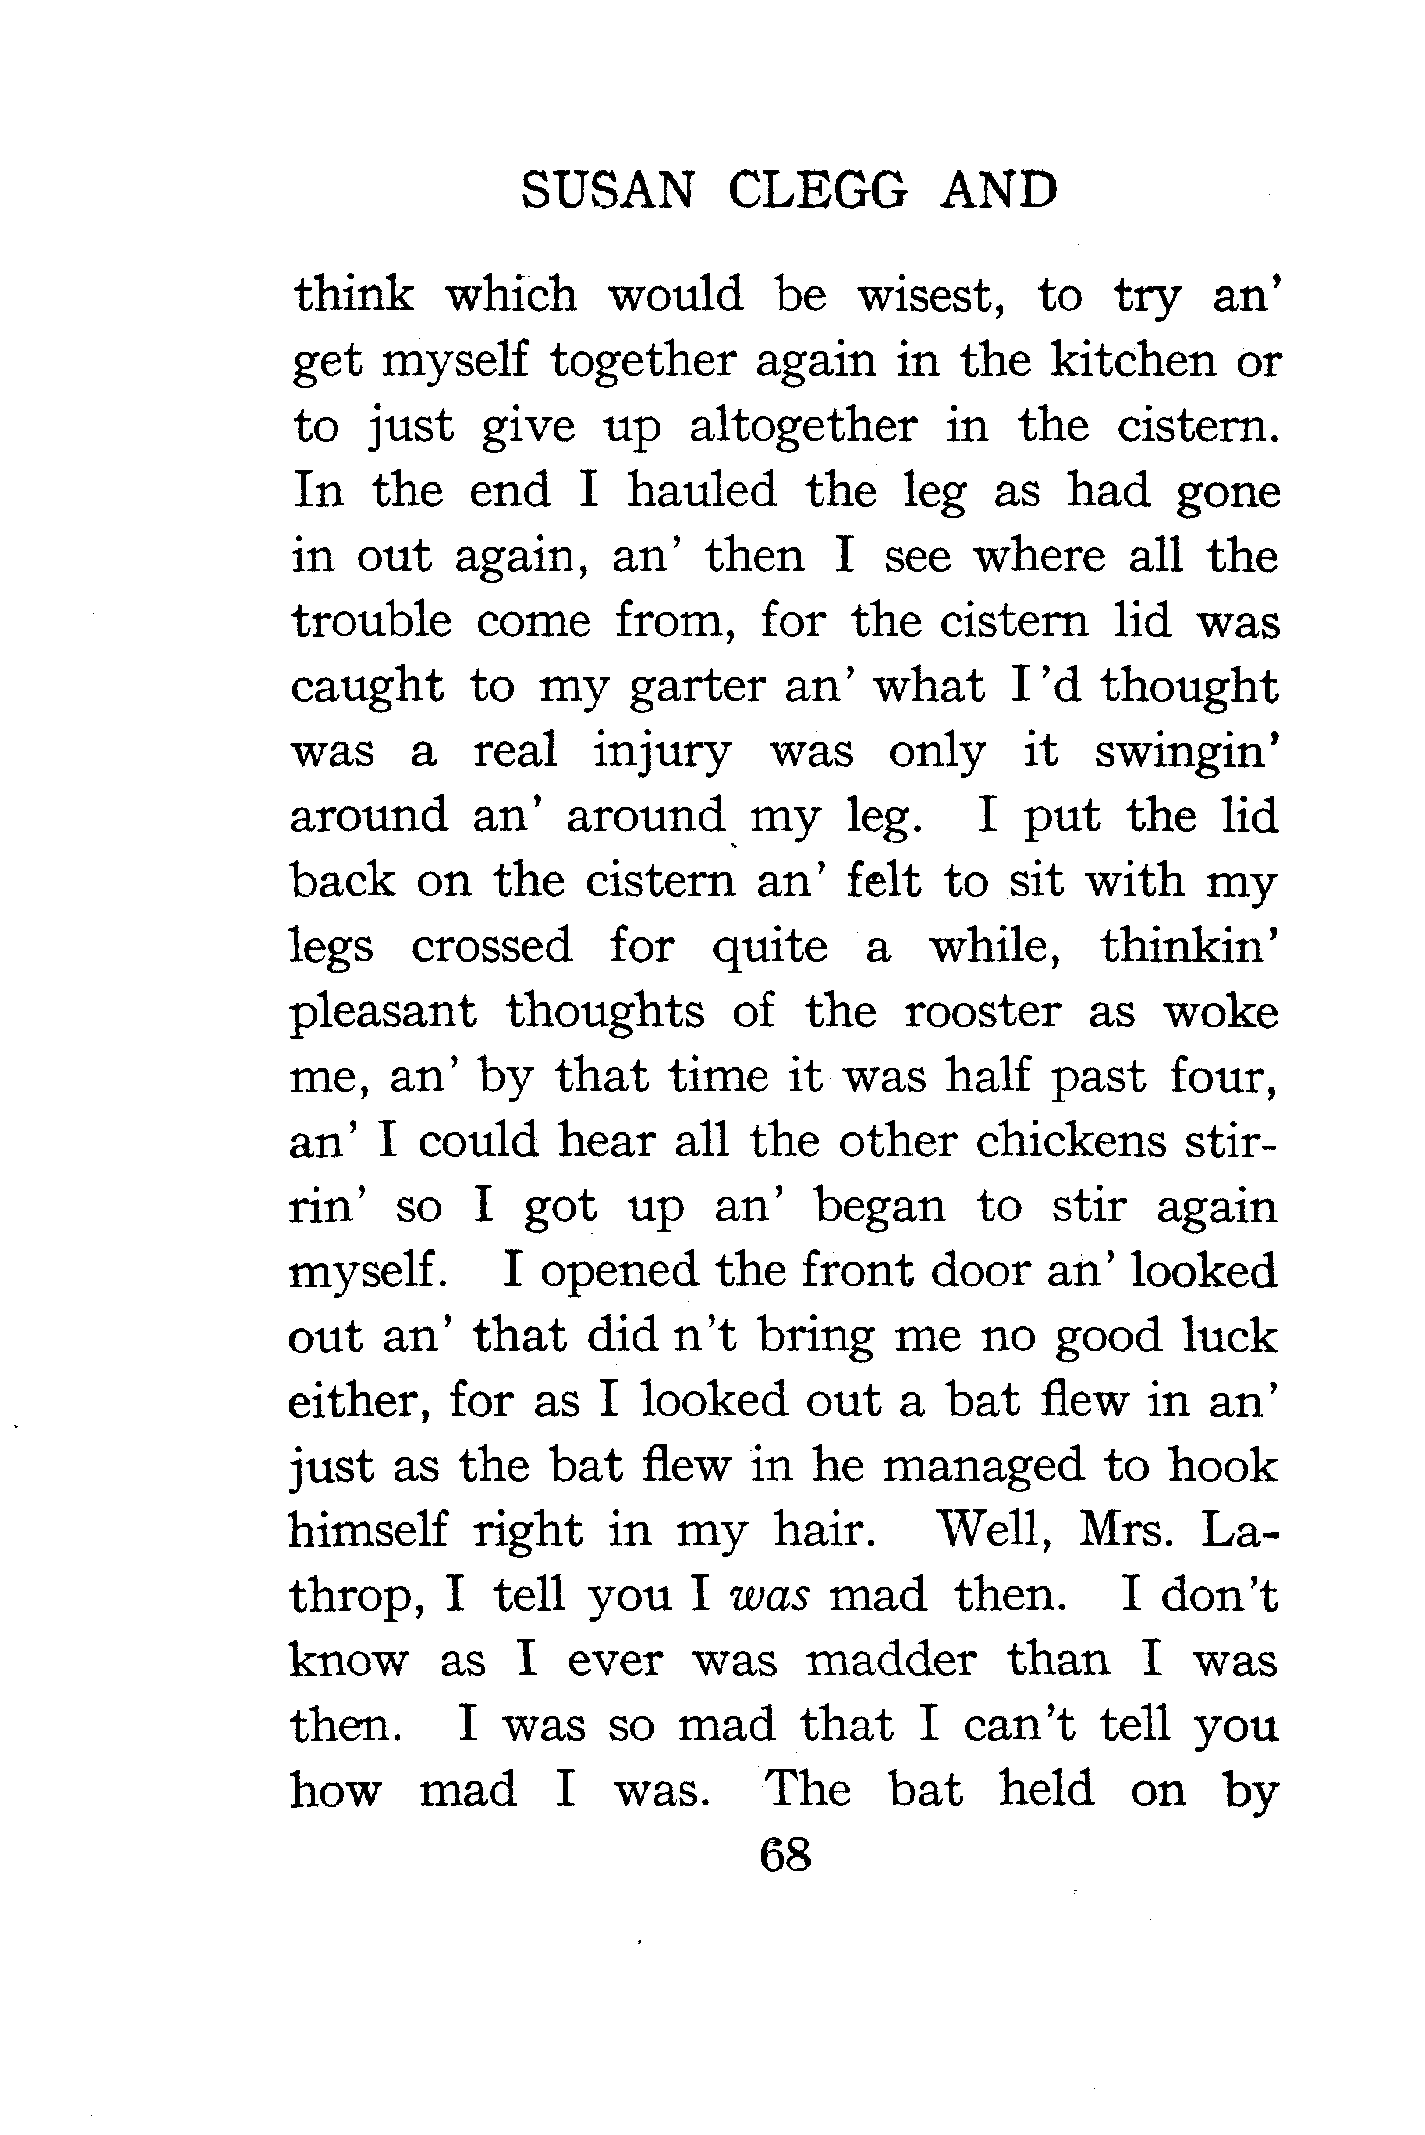 SUSAN CLEGG AND
think which would be wisest, to try an'
get myself together again in the kitchen or
to just give up altogether in the cistern.
In the end I hauled the leg as had gone
in out again, an' then I see where all the
trouble come from, for the cistern lid was
caught to my garter an' what I 'd thought
was a real injury was only it swingin'
around an' around my leg. I put the lid
back on the cistern an' felt to sit with my
legs crossed for quite a while, thinkin'
pleasant thoughts of the rooster as woke
me, an' by that time it was half past four,
an' I could hear all the other chickens stir-
rin' so I got up an' began to stir again
myself. I opened the front door an' looked
out an' that did n't bring me no good luck
either, for as I looked out a bat flew in an'
just as the bat flew in he managed to hook
himself right in my hair. Well, Mrs. La-
throp, I tell you I was mad then. I don't
know as I ever was madder than I was
then. I was so mad that I can't tell you
how mad I was. The bat held on by
68